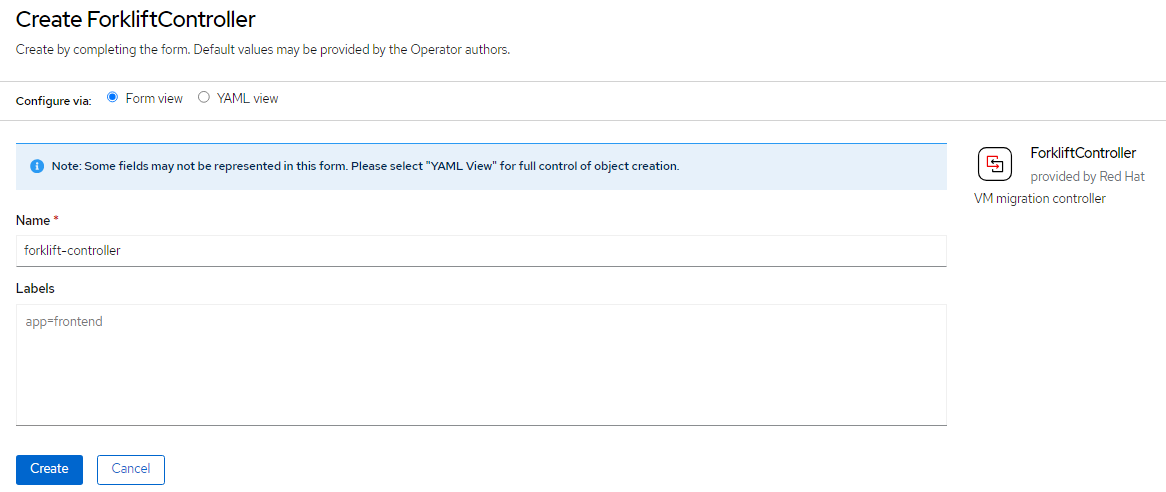 Create ForkliftController
Create by completing the form. Default values may be provided by the Operator authors.
Configure via: Form view YAML view
Note: Some fields may not be represented in this form. Please select "YAML View" for full control of object creation.
ForkliftController
provided by Red Hat
VM migration controller
Name *
forklift-controller
Labels
app=frontend
Create Cancel